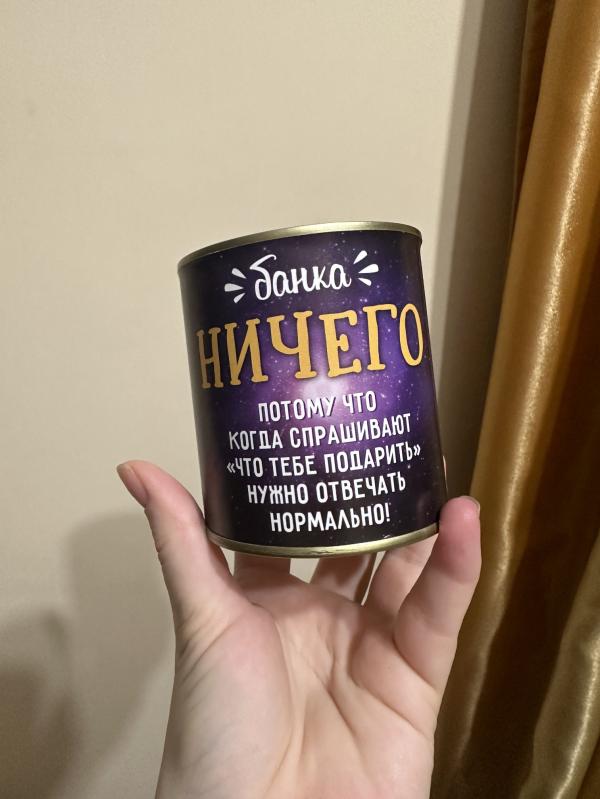 банка
НИЧЕГО
ПОТОМУ ЧТО
КОГДА СПРАШИВАЮТ
«ЧТО ТЕБЕ ПОДАРИТЬ»
НУЖНО ОТВЕЧАТЬ
НОРМАЛЬНО!